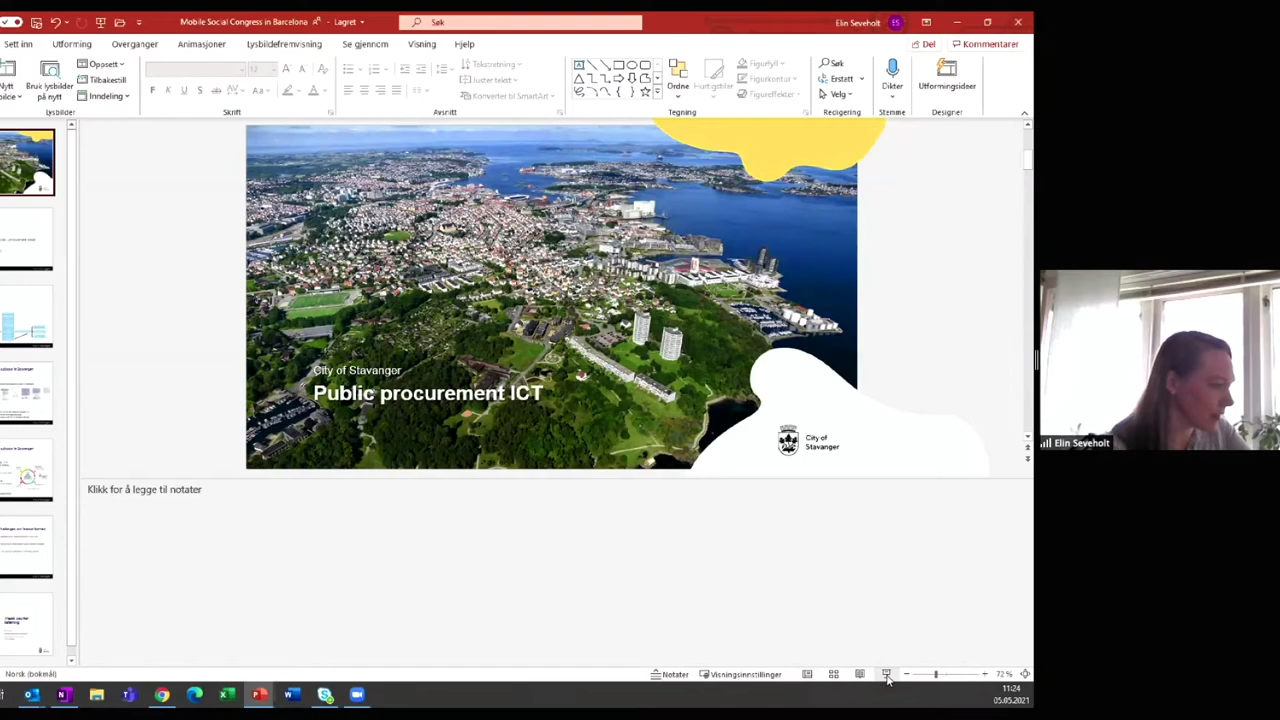 Mobile Social Congress in Barcelona
Lagret
Søk
Elin Seveholt
ES
Sett inn
Utforming
Overganger
Animasjoner
Lysbildefremvisning
Se gjennom
Visning
Hjelp
Del
Kommentarer
Bruk lysbilder
på nytt
Oppsett
Tilbakestill
Inndeling
Lysbilder
12
F
K
U
S
Aa
Skrift
Tekstretning
Juster tekst
Konverter til SmartArt
Avsnitt
Ordne
Hurtigstiler
Figurfyll
Figurkontur
Figureffekter
Tegning
Søk
Erstatt
Velg
Redigering
Dikter
Stemme
Utformingsideer
Designer
City of Stavanger
Public procurement ICT
City of
Stavanger
Klikk for å legge til notater
Elin Seveholt
Norsk (bokmål)
Notater
Visningsinnstillinger
72 %
11:24
05.05.2021